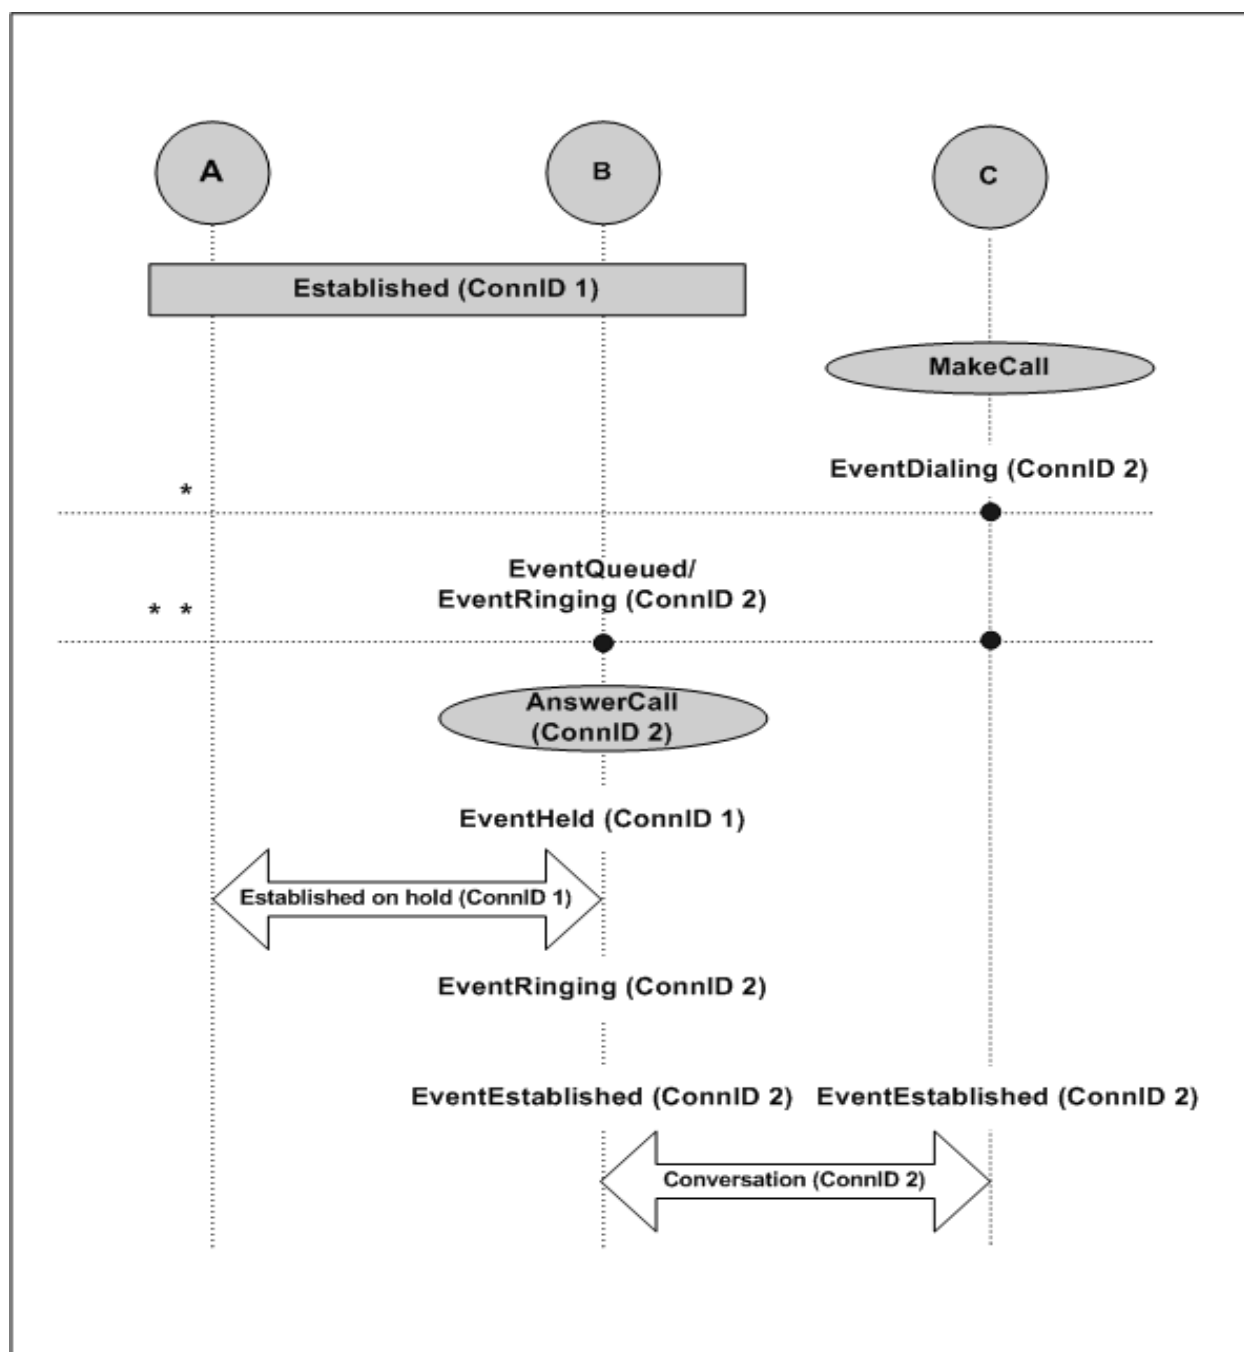 A
B
C
Established (ConnID 1)
MakeCall
EventDialing (ConnID 2)
*
EventQueued/
EventRinging (ConnID 2)
* *
AnswerCall
(ConnID 2)
EventHeld (ConnID 1)
Established on hold (ConnID 1)
EventRinging (ConnID 2)
EventEstablished (ConnID 2)
EventEstablished (ConnID 2)
Conversation (ConnID 2)